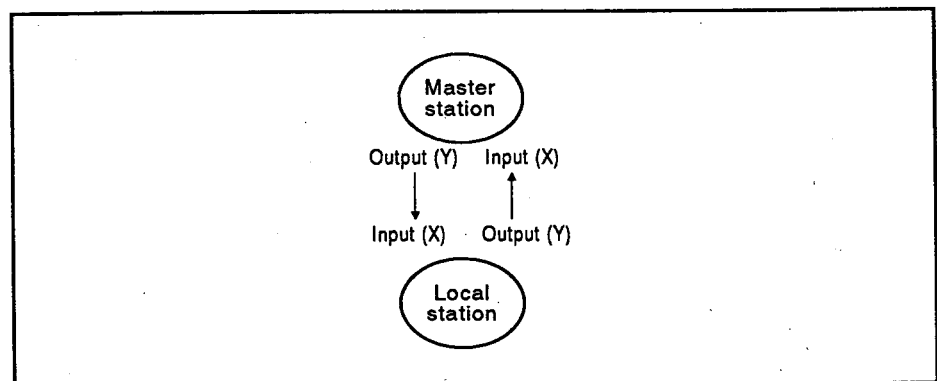 Master
station
Output (Y) Input (X)
Input (X) Output (Y)
Local
station